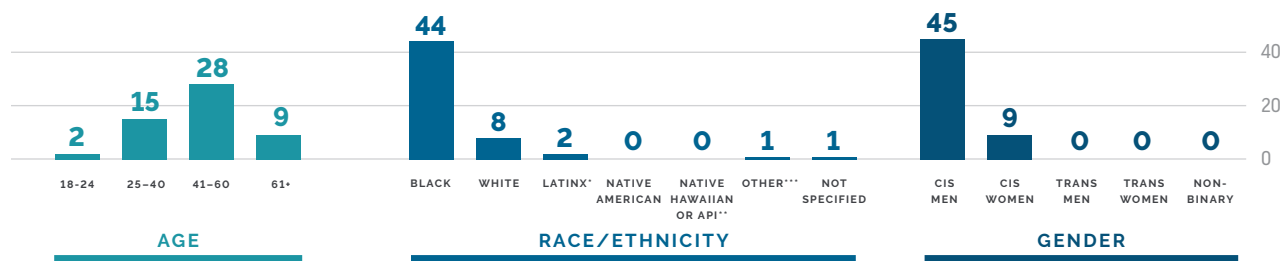 44
45
40
28
15
20
9
2
8
2
0
0
1
1
9
0
0
0
0
18-24
25–40
41–60
61+
BLACK
WHITE
LATINX*
NATIVE
AMERICAN
NATIVE
HAWAIIAN
OR API**
OTHER***
NOT
SPECIFIED
CIS
MEN
CIS
WOMEN
TRANS
MEN
TRANS
WOMEN
NON-
BINARY
AGE
RACE/ETHNICITY
GENDER